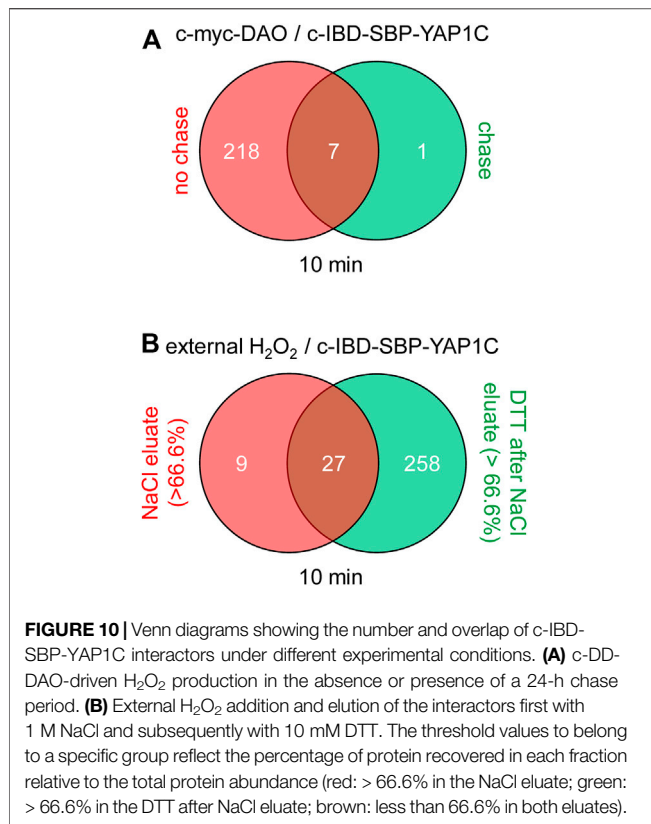 A c-myc-DAO / c-IBD-SBP-YAP1C
no chase
218
7
1
chase
10 min
B external H₂O₂ / c-IBD-SBP-YAP1C
NaCl eluate
(>66.6%)
9
27
258
DTT after NaCl
eluate (> 66.6%)
10 min
FIGURE 10 | Venn diagrams showing the number and overlap of c-IBD-
SBP-YAP1C interactors under different experimental conditions. (A) c-DD-
DAO-driven H₂O₂ production in the absence or presence of a 24-h chase
period. (B) External H₂O₂ addition and elution of the interactors first with
1 M NaCl and subsequently with 10 mM DTT. The threshold values to belong
to a specific group reflect the percentage of protein recovered in each fraction
relative to the total protein abundance (red: > 66.6% in the NaCl eluate; green:
> 66.6% in the DTT after NaCl eluate; brown: less than 66.6% in both eluates).